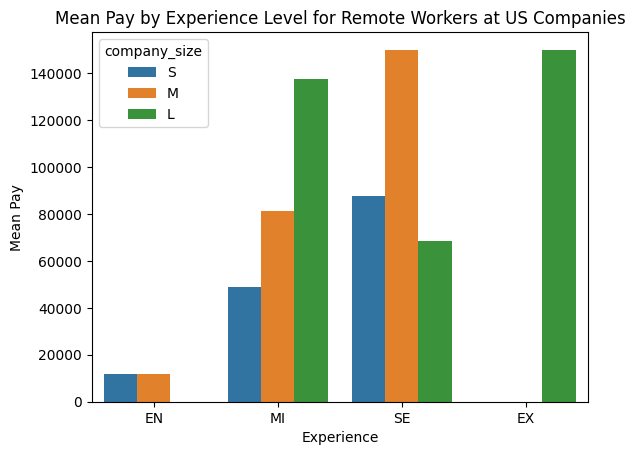 Mean Pay by Experience Level for Remote Workers at US Companies
company_size
S
M
L
Mean Pay
140000
120000
100000
80000
60000
40000
20000
0
EN MI SE EX
Experience